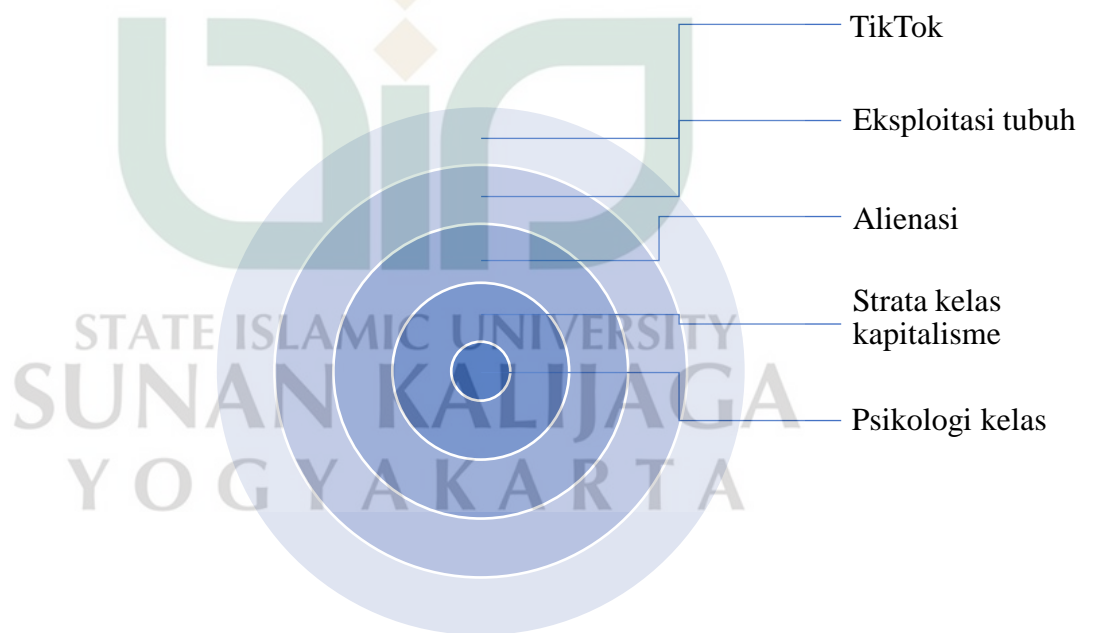 TikTok
Eksploitasi tubuh
Alienasi
Strata kelas
kapitalisme
Psikologi kelas
STATE ISLAMIC UNIVERSITY
SUNAN KALIJAGA
YOGYAKARTA